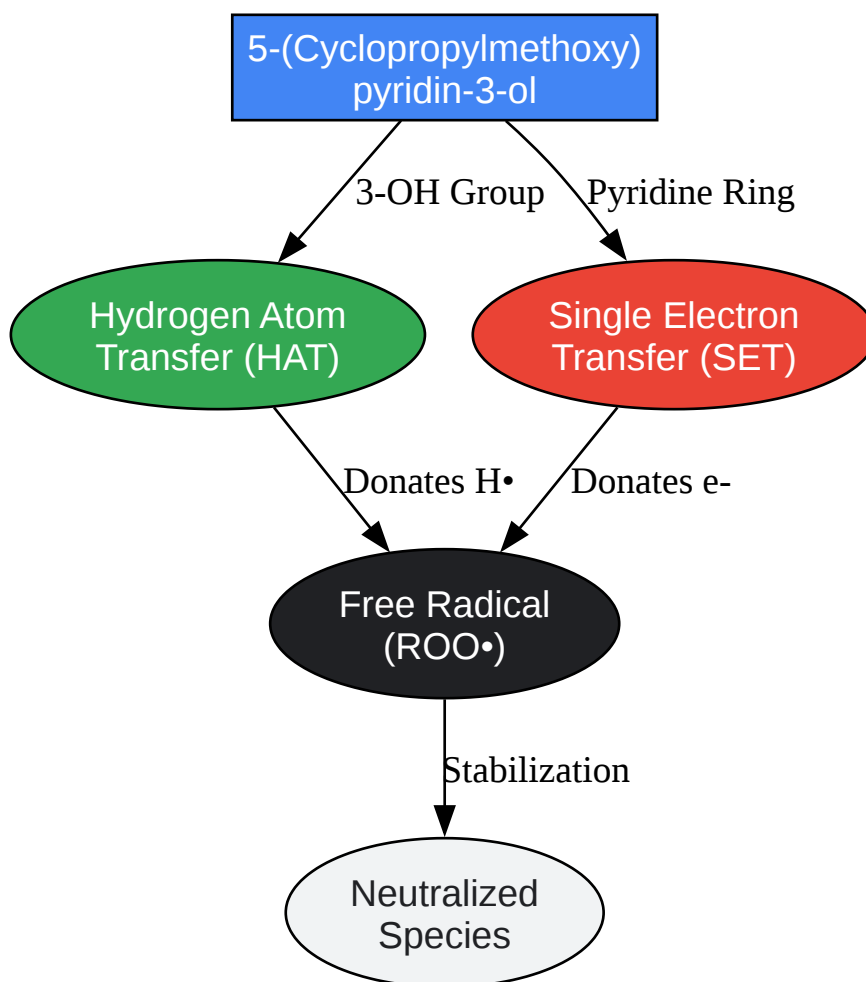 5-(Cyclopropylmethoxy)
pyridin-3-ol
3-OH Group
Pyridine Ring
Hydrogen Atom
Transfer (HAT)
Single Electron
Transfer (SET)
Donates H•
Donates e-
Free Radical
(ROO•)
Stabilization
Neutralized
Species